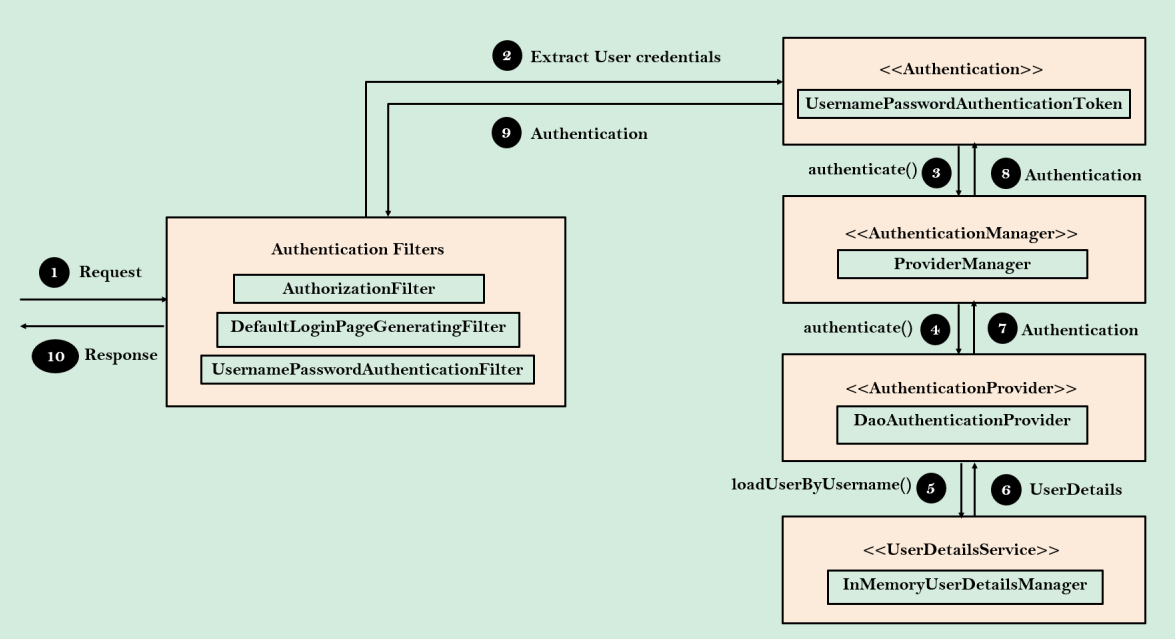 2 Extract User credentials
9 Authentication
<<Authentication>>
UsernamePasswordAuthenticationToken
authenticate() 3
8 Authentication
<<AuthenticationManager>>
ProviderManager
authenticate() 4
7 Authentication
<<AuthenticationProvider>>
DaoAuthenticationProvider
loadUserByUsername() 5
6 UserDetails
<<UserDetailsService>>
InMemoryUserDetailsManager
1 Request
10 Response
Authentication Filters
AuthorizationFilter
DefaultLoginPageGeneratingFilter
UsernamePasswordAuthenticationFilter